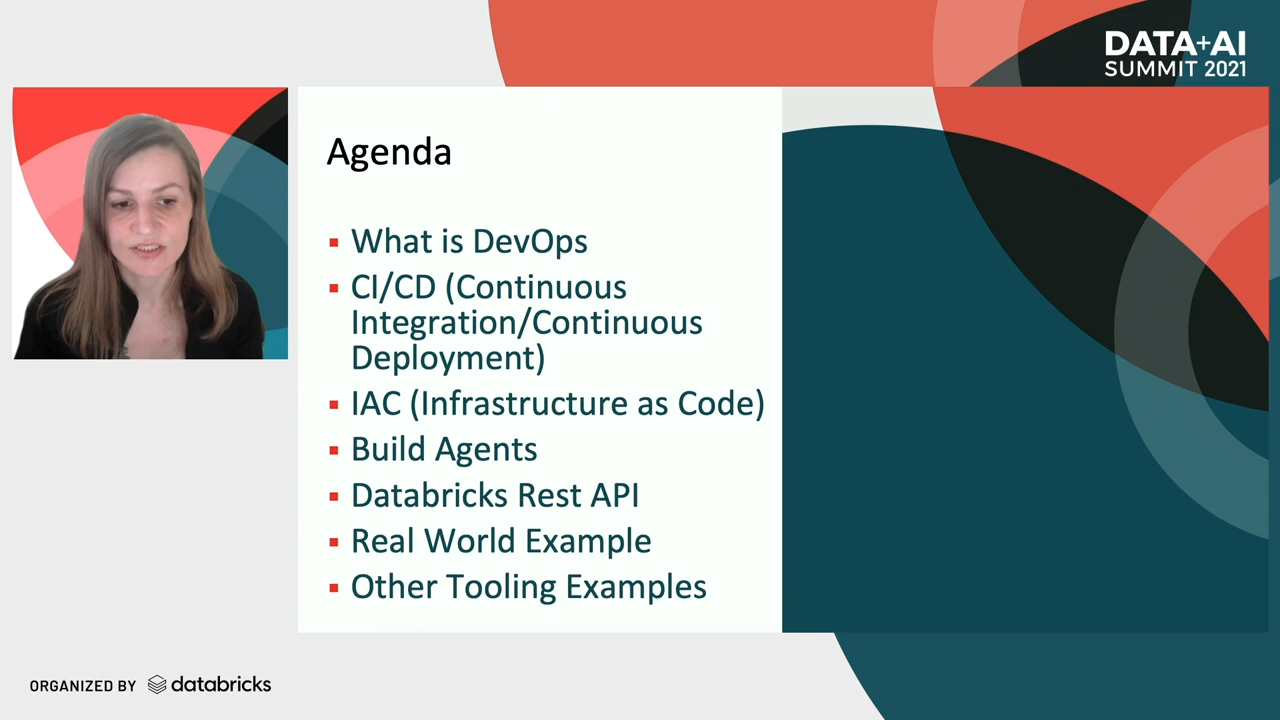 DATA+AI
SUMMIT 2021
Agenda
▪ What is DevOps
▪ CI/CD (Continuous
Integration/Continuous
Deployment)
▪ IAC (Infrastructure as Code)
▪ Build Agents
▪ Databricks Rest API
▪ Real World Example
▪ Other Tooling Examples
ORGANIZED BY databricks